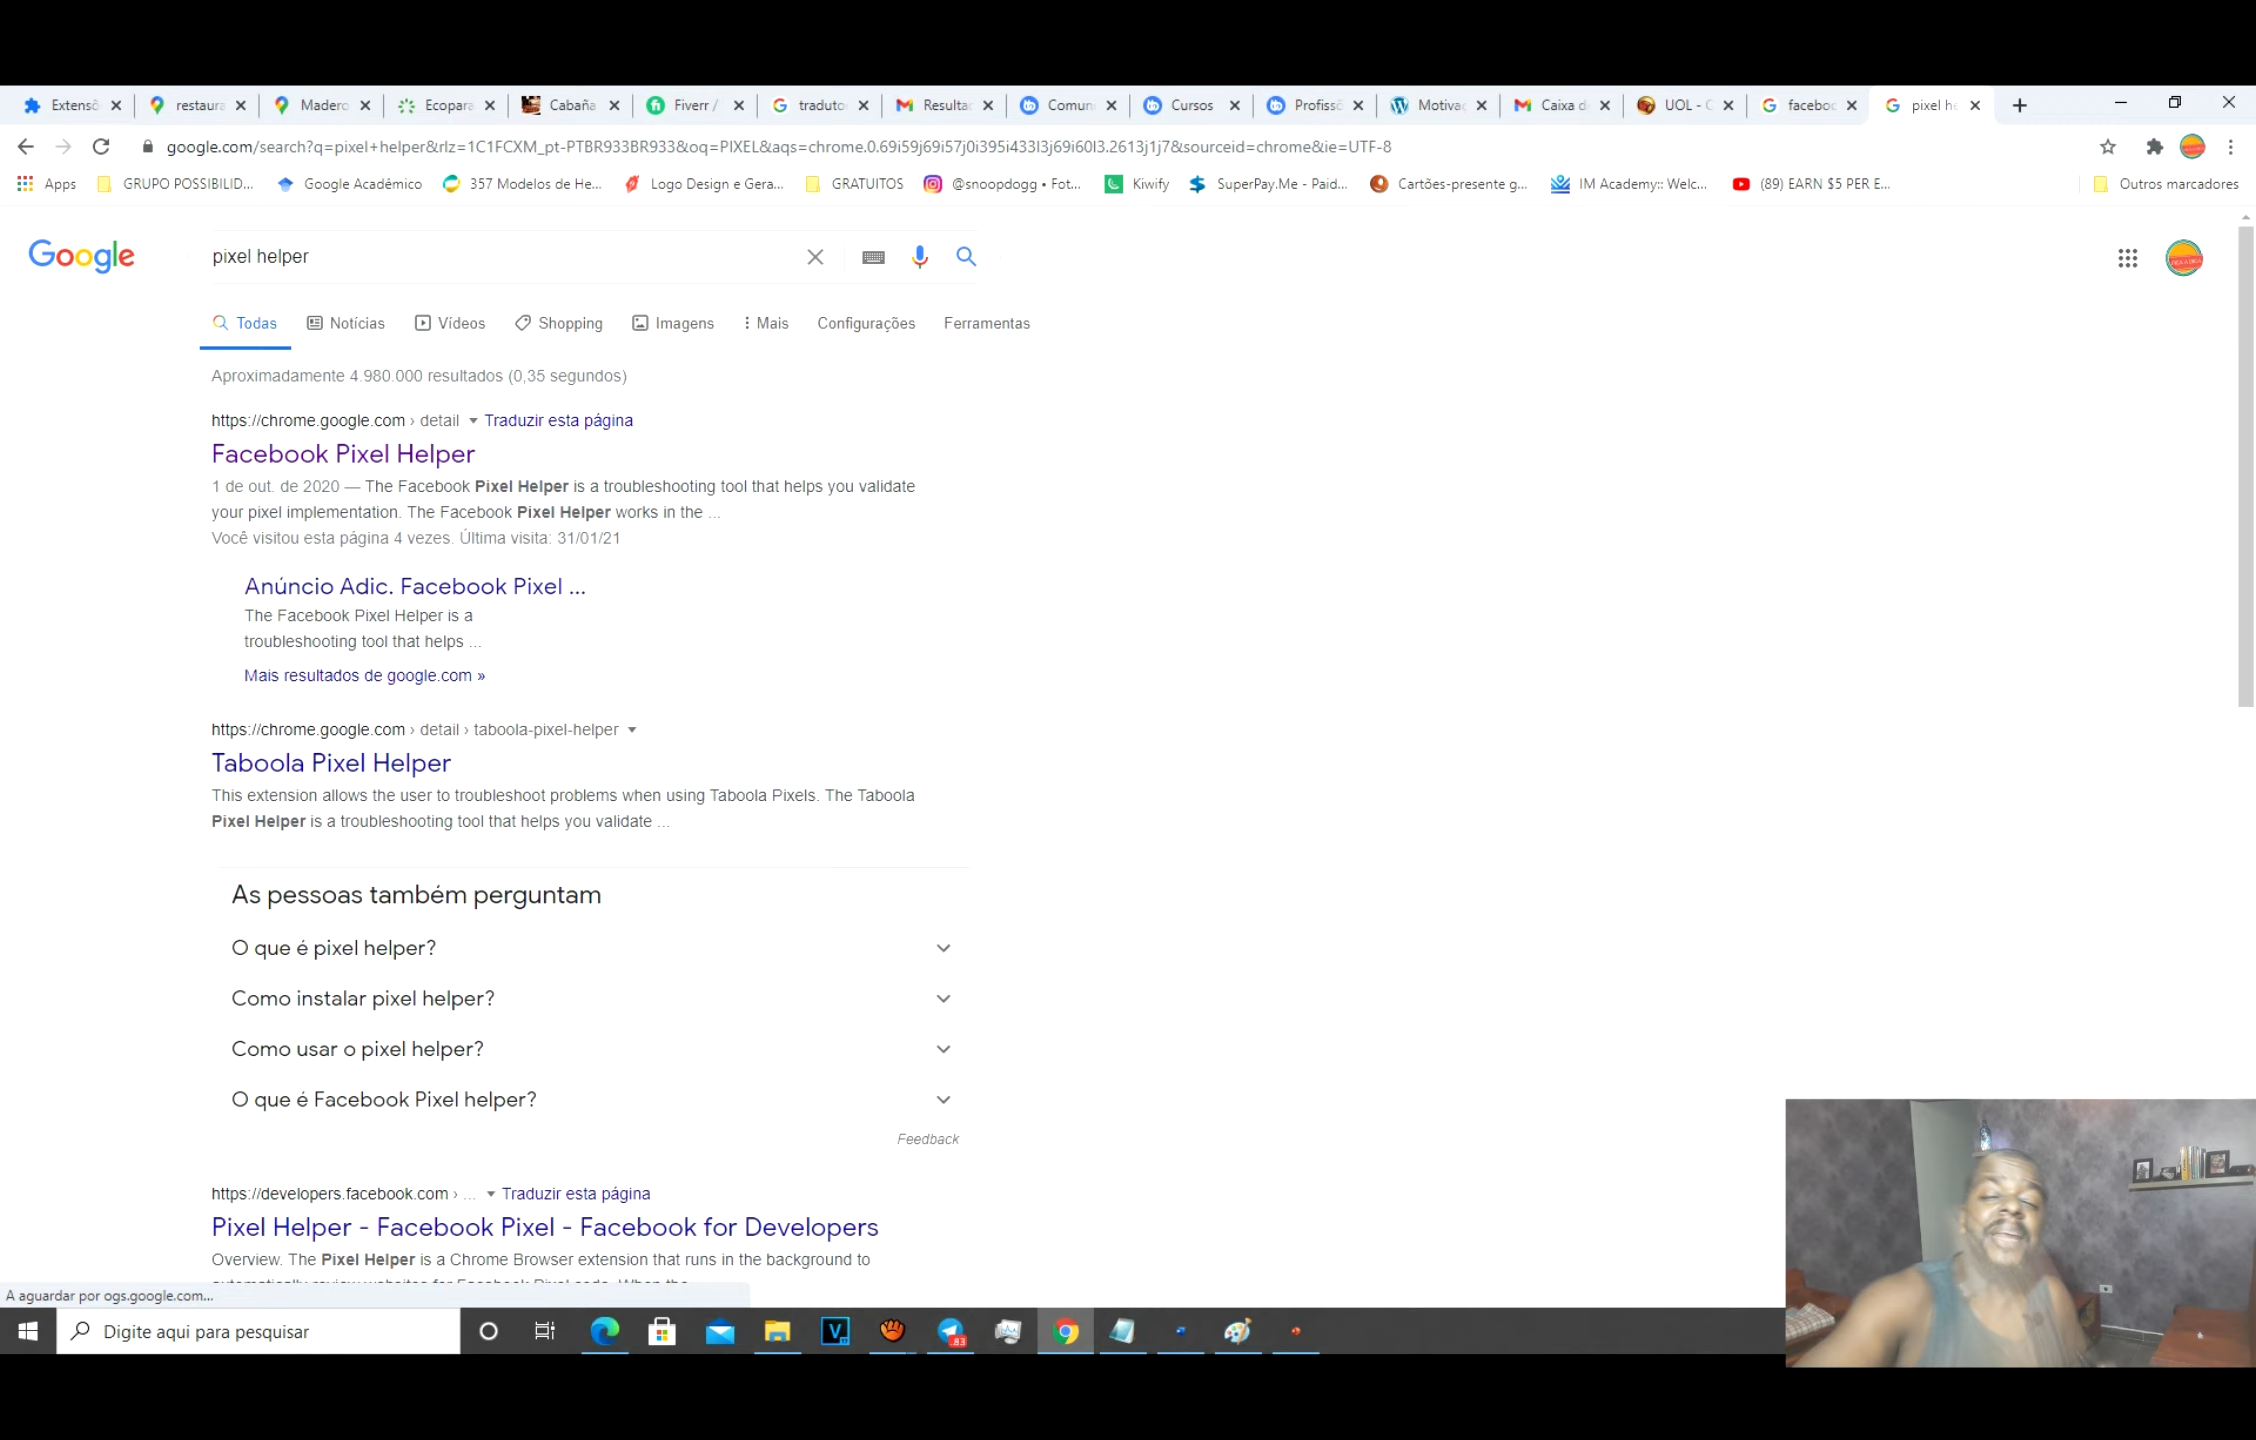 Extensõ
restaura
Madero
Ecopara
Cabaña
Fiverr /
traduto
Resultac
Comun
Cursos
Profissõ
Motivaç
Caixa d
UOL - C
faceboc
pixel he
google.com/search?q=pixel+helper&rlz=1C1FCXM_pt-PTBR933BR933&oq=PIXEL&aqs=chrome.0.69i59j69i57j0i395i433l3j69i60l3.2613j1j7&sourceid=chrome&ie=UTF-8
Apps
GRUPO POSSIBILID...
Google Acadêmico
357 Modelos de He...
Logo Design e Gera...
GRATUITOS
@snoopdogg • Fot...
Kiwify
SuperPay.Me - Paid...
Cartões-presente g...
IM Academy:: Welc...
(89) EARN $5 PER E...
Outros marcadores
Google
pixel helper
Todas
Notícias
Vídeos
Shopping
Imagens
Mais
Configurações
Ferramentas
Aproximadamente 4.980.000 resultados (0,35 segundos)
https://chrome.google.com › detail Traduzir esta página
Facebook Pixel Helper
1 de out. de 2020 — The Facebook Pixel Helper is a troubleshooting tool that helps you validate
your pixel implementation. The Facebook Pixel Helper works in the ...
Você visitou esta página 4 vezes. Última visita: 31/01/21
Anúncio Adic. Facebook Pixel ...
The Facebook Pixel Helper is a
troubleshooting tool that helps ...
Mais resultados de google.com »
https://chrome.google.com › detail › taboola-pixel-helper
Taboola Pixel Helper
This extension allows the user to troubleshoot problems when using Taboola Pixels. The Taboola
Pixel Helper is a troubleshooting tool that helps you validate ...
As pessoas também perguntam
O que é pixel helper?
Como instalar pixel helper?
Como usar o pixel helper?
O que é Facebook Pixel helper?
Feedback
https://developers.facebook.com › ... Traduzir esta página
Pixel Helper - Facebook Pixel - Facebook for Developers
Overview. The Pixel Helper is a Chrome Browser extension that runs in the background to
A aguardar por ogs.google.com...
Digite aqui para pesquisar
V
83